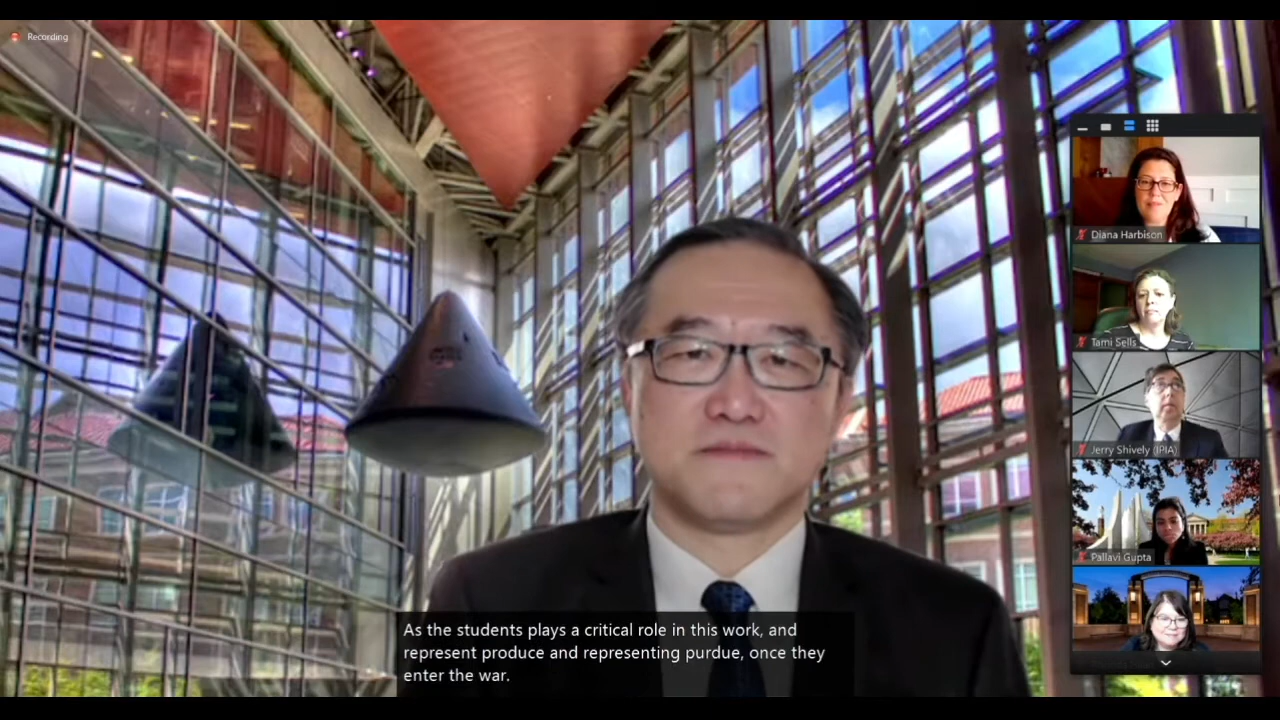 Recording
Diana Harbison
Tami Sells
Jerry Shively (IPIA)
Pallavi Gupta
As the students plays a critical role in this work, and
represent produce and representing purdue, once they
enter the war.